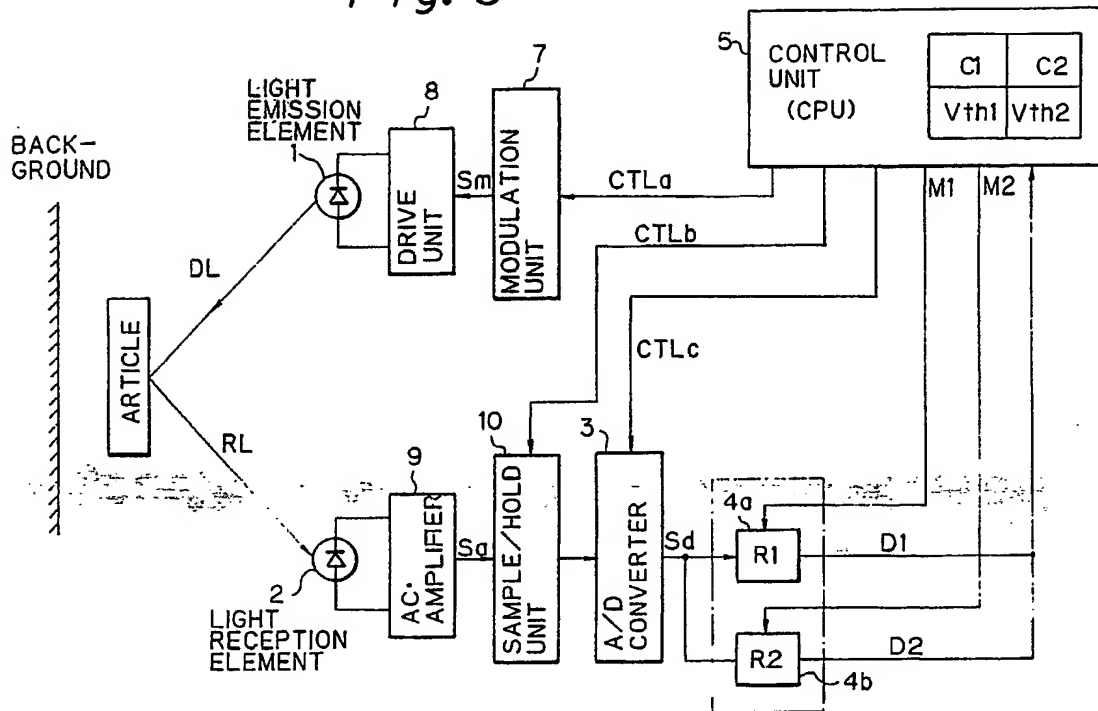 Fig.
5
CONTROL
UNIT
(CPU)
C1
C2
Vth1
Vth2
7
LIGHT
EMISSION
ELEMENT
1
8
BACK-
GROUND
DRIVE
UNIT
Sm
MODULATION
UNIT
CTLa
M1
M2
CTLb
DL
CTLc
ARTICLE
RL
10
3
9
4a
AC·
AMPLIFIER
Sa
SAMPLE/HOLD
UNIT
A/D
CONVERTER
Sd
R1
D1
2
LIGHT
RECEPTION
ELEMENT
R2
D2
4b